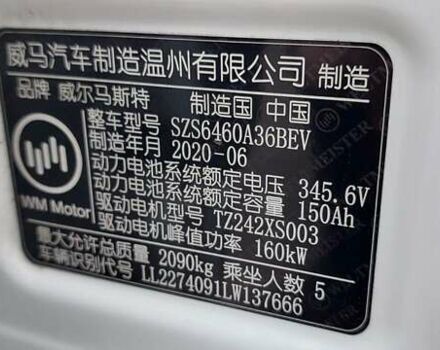 威马汽车制造温州有限公司 制造
品牌 威尔马斯特 制造国 中国
整车型号 SZS6460A36BEV
制造年月 2020-06
动力电池系统额定电压 345.6V
动力电池系统额定容量 150Ah
驱动电机型号 TZ242XS003
驱动电机峰值功率 160kW
最大允许总质量 2090kg 乘坐人数 5
车辆识别代号 LL2274091LW137666
WM Motor